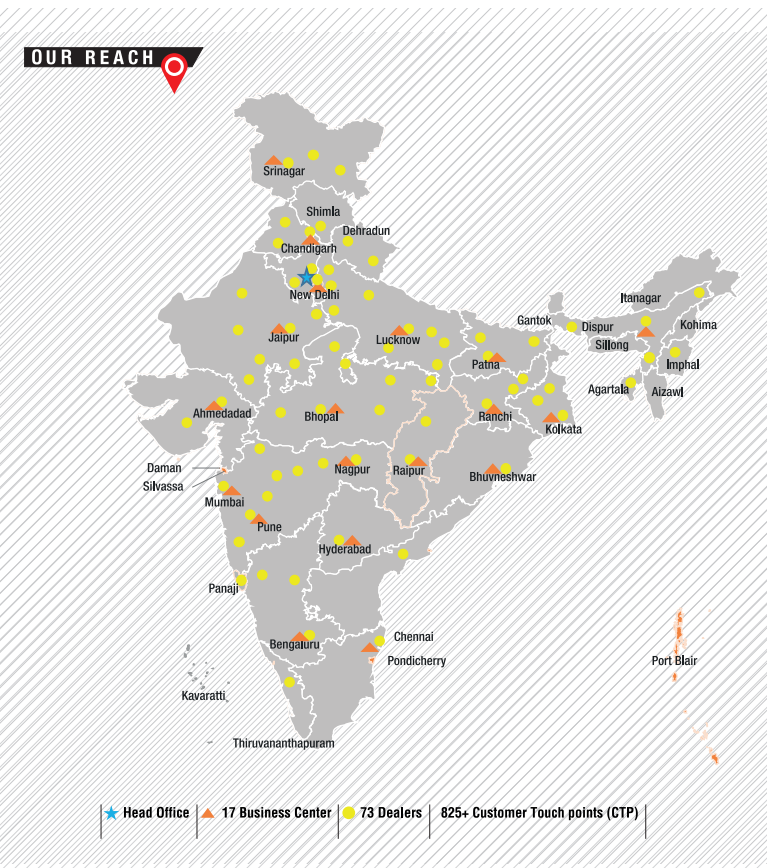 OUR REACH
Srinagar
Shimla
Dehradun
Chandigarh
New Delhi
Itanagar
Gantok
Dispur
Kohima
Jaipur
Lucknow
Sillong
Patna
Imphal
Agartala
Aizawl
Ahmedadad
Bhopal
Ranchi
Kolkata
Daman
Nagpur
Raipur
Bhuvneshwar
Silvassa
Mumbai
Pune
Hyderabad
Panaji
Chennai
Bengaluru
Pondicherry
Port Blair
Kavaratti
Thiruvananthapuram
Head Office 17 Business Center 73 Dealers 825+ Customer Touch points (CTP)